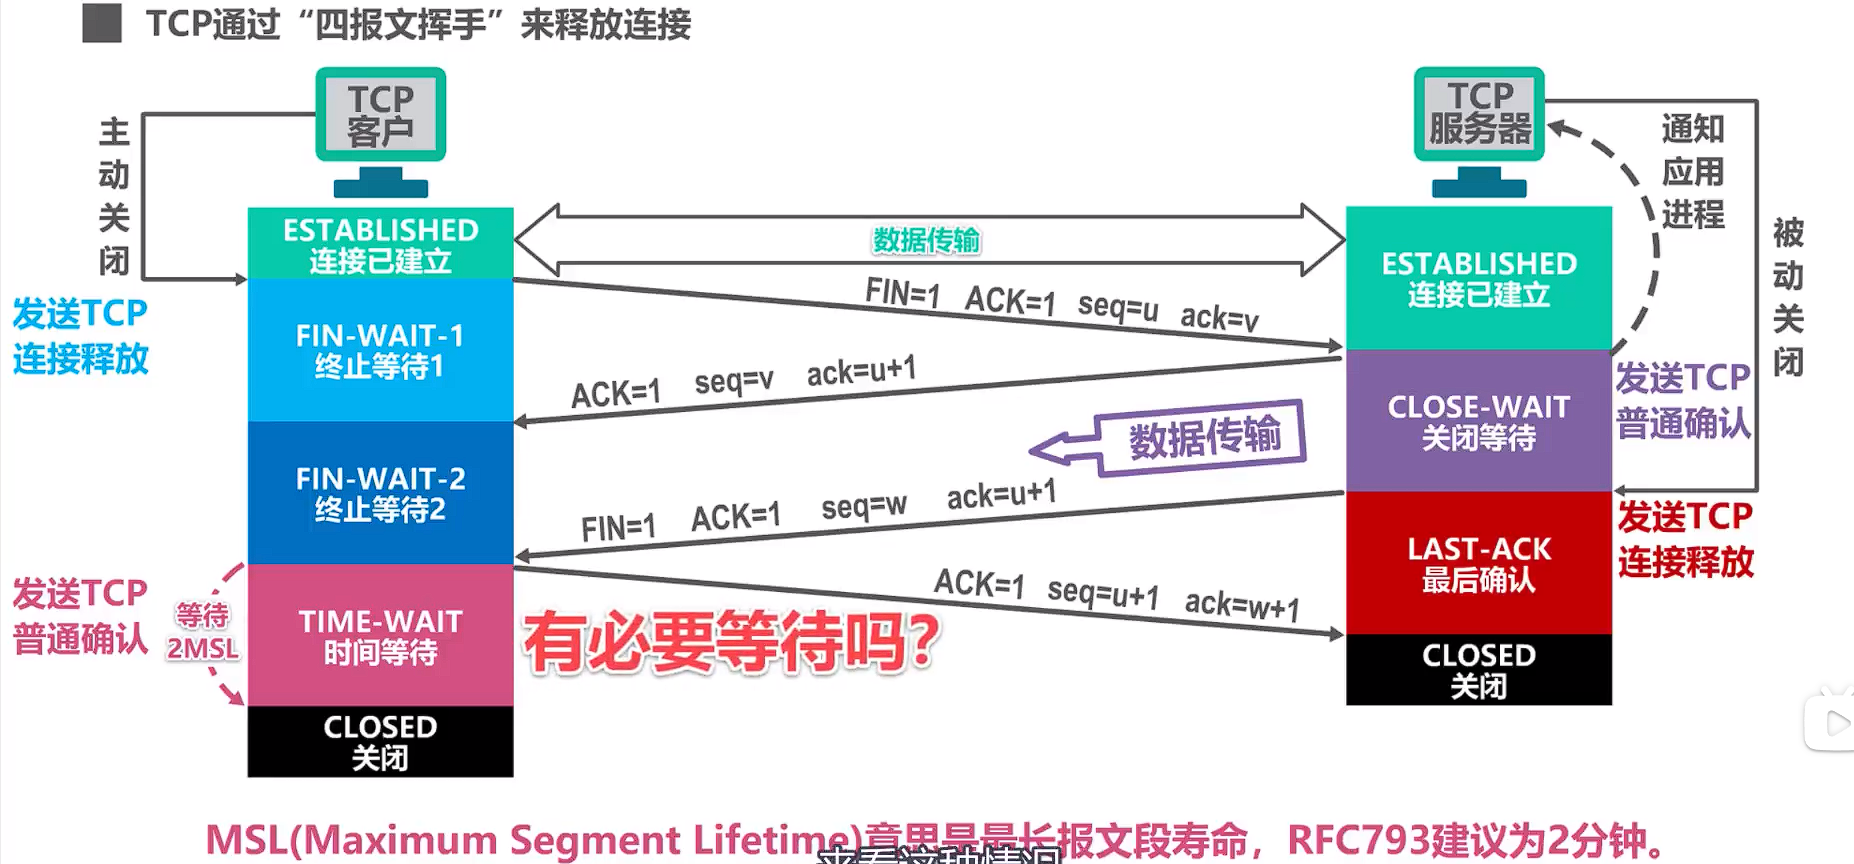 TCP通过“四报文挥手”来释放连接
TCP
客户
TCP
服务器
主
动
关
闭
通知
应用
进程
被
动
关
闭
ESTABLISHED
连接已建立
数据传输
ESTABLISHED
连接已建立
FIN=1 ACK=1 seq=u ack=v
发送TCP
连接释放
FIN-WAIT-1
终止等待1
ACK=1 seq=v ack=u+1
发送TCP
普通确认
CLOSE-WAIT
关闭等待
数据传输
FIN-WAIT-2
终止等待2
FIN=1 ACK=1 seq=w ack=u+1
发送TCP
连接释放
LAST-ACK
最后确认
ACK=1 seq=u+1 ack=w+1
发送TCP
普通确认
等待
2MSL
TIME-WAIT
时间等待
有必要等待吗?
CLOSED
关闭
CLOSED
关闭
MSL(Maximum Segment Lifetime)意思是最长报文段寿命，RFC793建议为2分钟。
来看这种情况